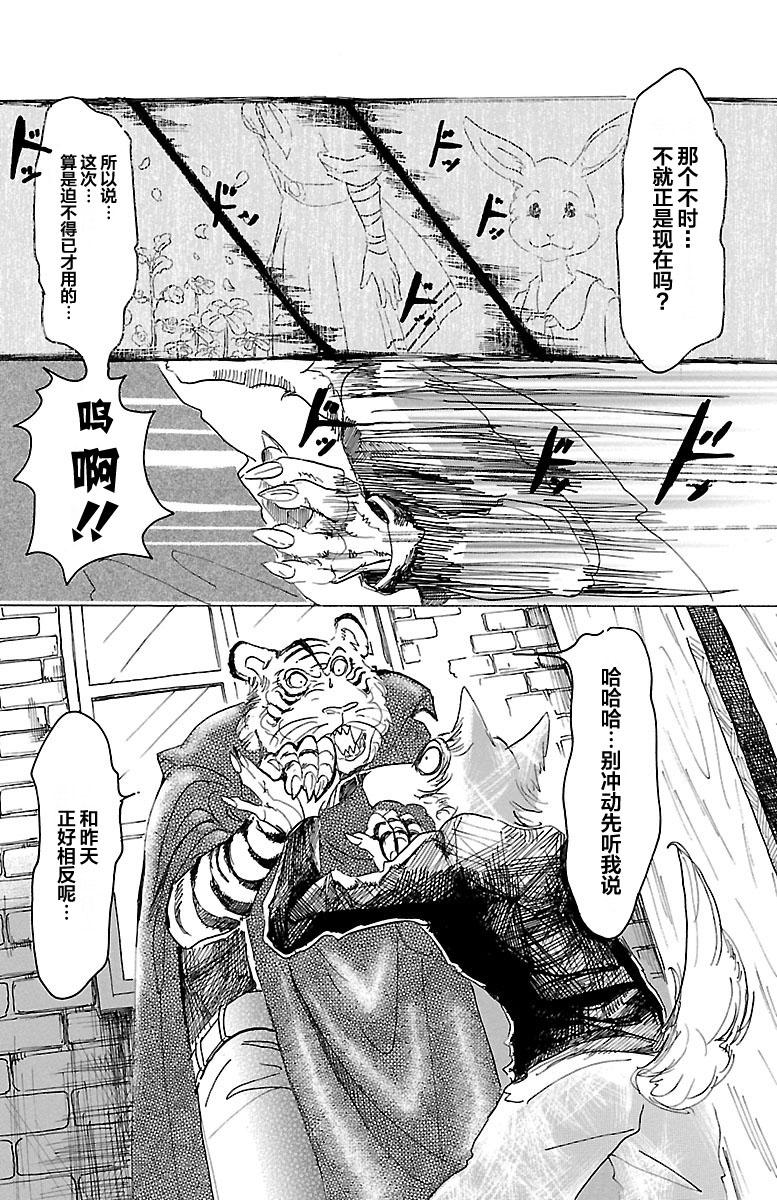 那个不时…
不就正是现在吗？
ドッ
ドッ
ドッ
ドッ
所以说…
这次…
算是迫不得已才用的…
ドッ
ドッ
ドッ
呜
啊!!
哈哈哈…别冲动先听我说
和昨天
正好相反呢…